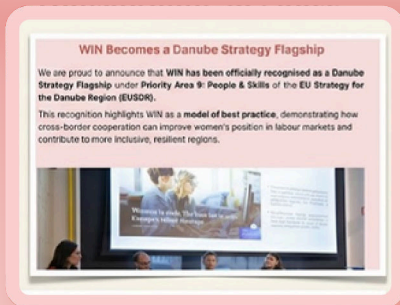 WIN Becomes a Danube Strategy Flagship
We are proud to announce that WIN has been officially recognised as a Danube
Strategy Flagship under Priority Area 9: People & Skills of the EU Strategy for
the Danube Region (EUSDR).
This recognition highlights WIN as a model of best practice, demonstrating how
cross-border cooperation can improve women's position in labour markets and
contribute to more inclusive, resilient regions.
Europe's talent strategy